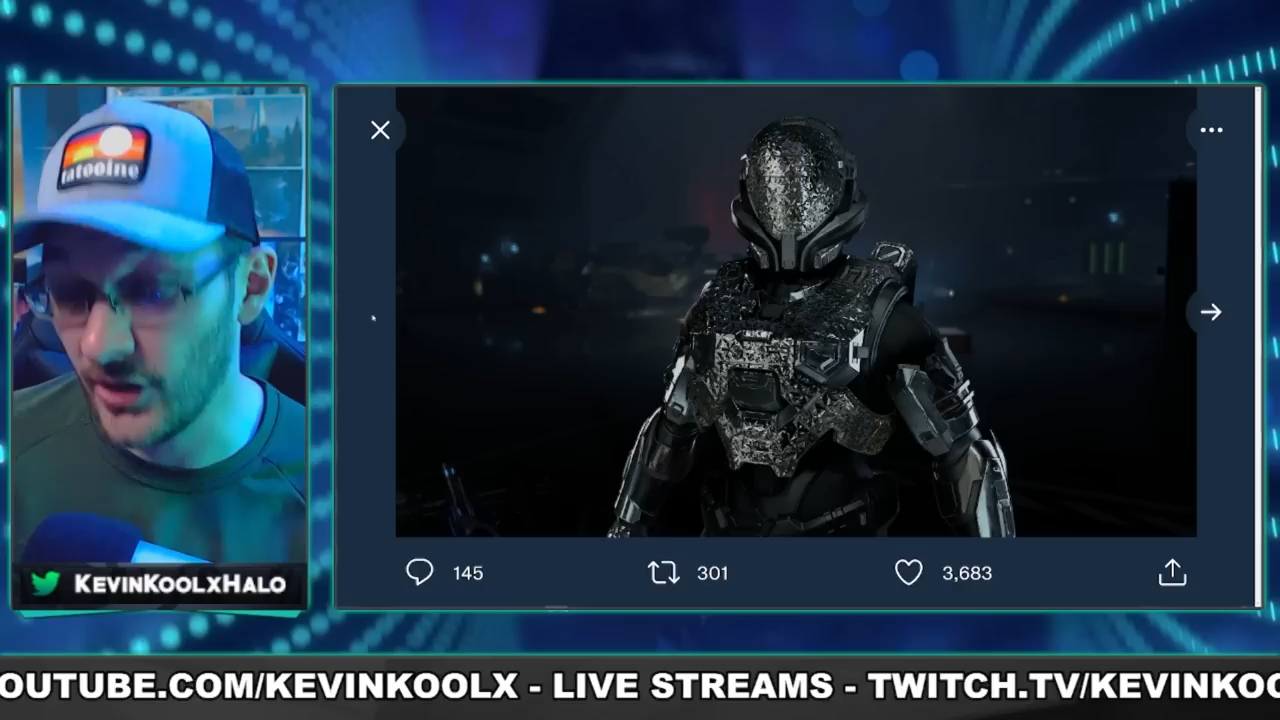 tatooine
KEVINKOOLXHALO
145
301
3,683
OUTUBE.COM/KEVINKOOLX - LIVE STREAMS - TWITCH.TV/KEVINKOO